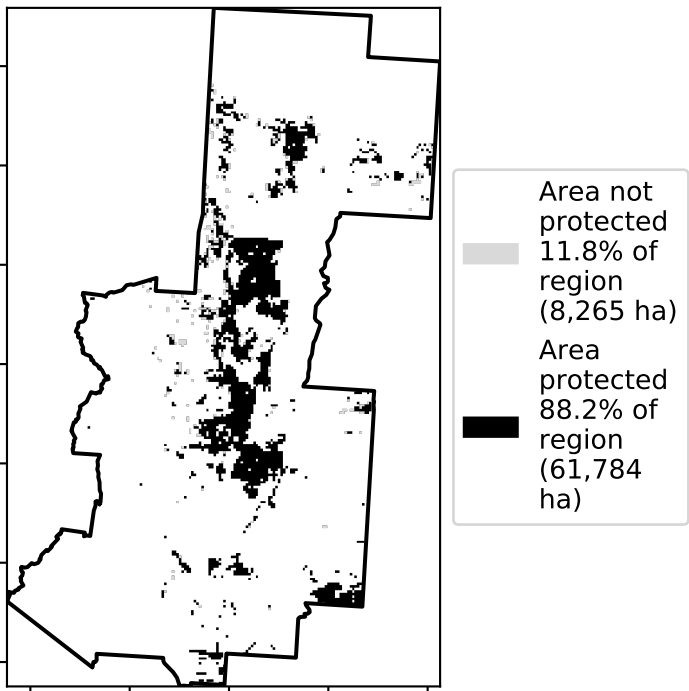 Area not
protected
11.8% of
region
(8,265 ha)
Area
protected
88.2% of
region
(61,784
ha)